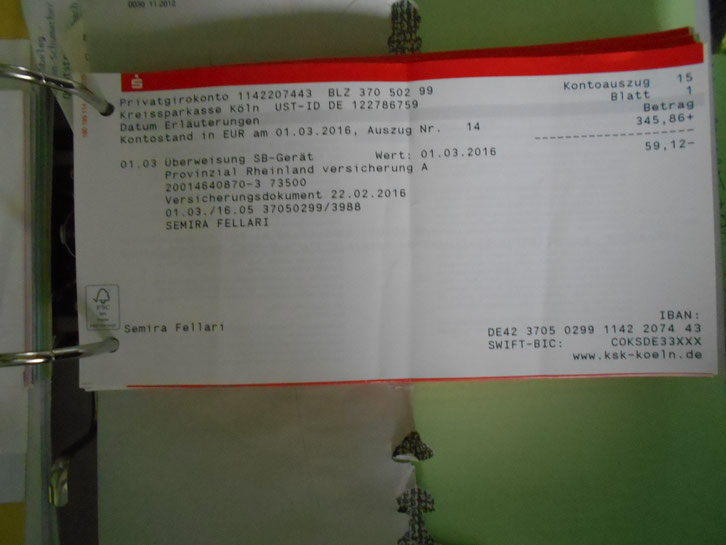 0030 11.2012
Privatgirokonto 1142207443 BLZ 370 502 99 Kontoauszug 15
Kreissparkasse Köln UST-ID DE 122786759 Blatt 1
Datum Erläuterungen Betrag
Kontostand in EUR am 01.03.2016, Auszug Nr. 14 345,86+
01.03 Überweisung SB-Gerät Wert: 01.03.2016 59,12-
Provinzial Rheinland versicherung A
20014640870-3 73500
Versicherungsdokument 22.02.2016
01.03./16.05 37050299/3988
SEMIRA FELLARI
FSC
Semira Fellari
IBAN:
DE42 3705 0299 1142 2074 43
SWIFT-BIC: COKSDE33XXX
www.ksk-koeln.de